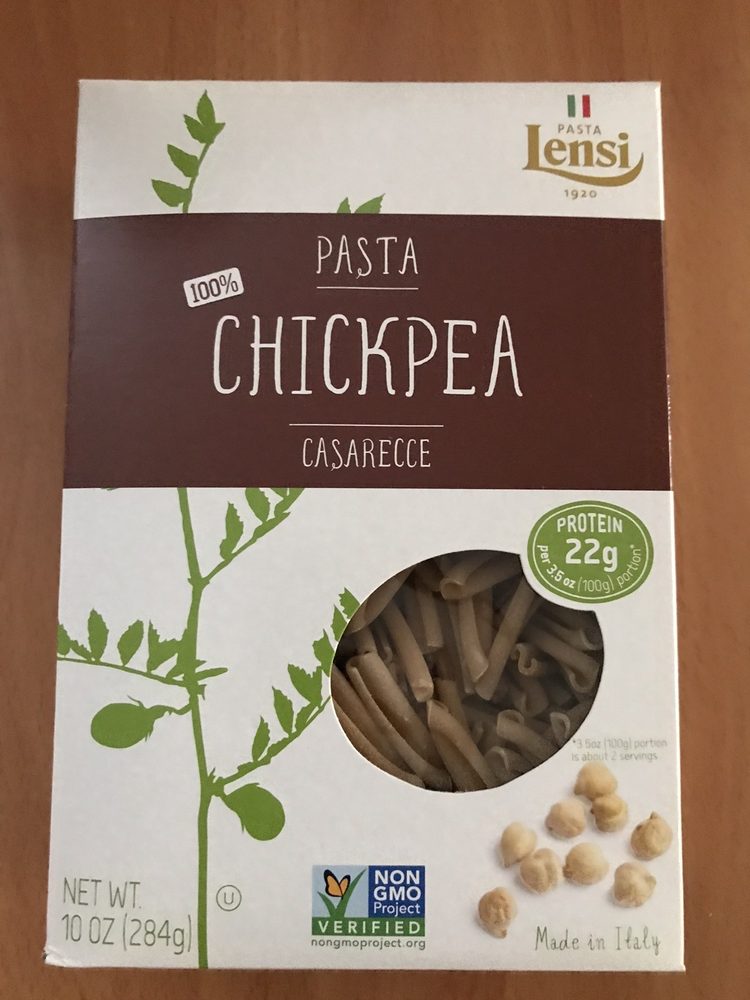 PASTA
Lensi
1920
PASTA
100%
CHICKPEA
CASARECCE
PROTEIN
22g
per 3.5 oz (100g) portion*
*3.5oz (100g) portion
is about 2 servings
NET WT.
10 OZ (284g)
U
NON
GMO
Project
VERIFIED
nongmoproject.org
Made in Italy